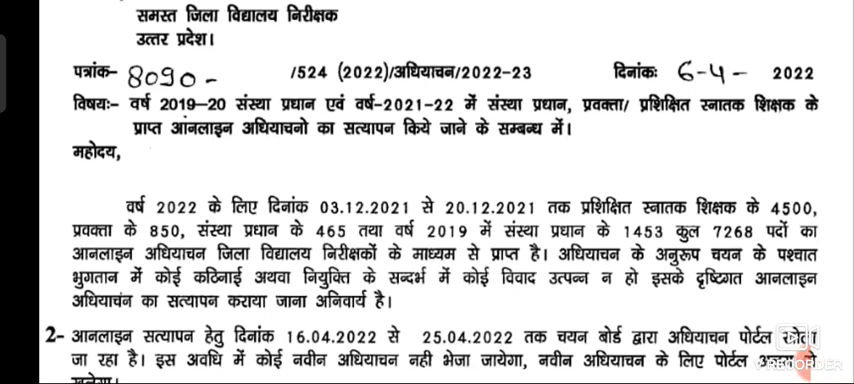 समस्त जिला विद्यालय निरीक्षक
उत्तर प्रदेश।
पत्रांक- 8090 - /524 (2022)/अधियाचन/2022-23 दिनांकः 6-4- 2022
विषयः- वर्ष 2019-20 संस्था प्रधान एवं वर्ष-2021-22 में संस्था प्रधान, प्रवक्ता/ प्रशिक्षित स्नातक शिक्षक के
प्राप्त आंनलाइन अधियाचनो का सत्यापन किये जाने के सम्बन्ध में।
महोदय,
वर्ष 2022 के लिए दिनांक 03.12.2021 से 20.12.2021 तक प्रशिक्षित स्नातक शिक्षक के 4500,
प्रवक्ता के 850, संस्था प्रधान के 465 तथा वर्ष 2019 में संस्था प्रधान के 1453 कुल 7268 पदों का
आनलाइन अधियाचन जिला विद्यालय निरीक्षकों के माध्यम से प्राप्त है। अधियाचन के अनुरूप चयन के पश्चात
भुगतान में कोई कठिनाई अथवा नियुक्ति के सन्दर्भ में कोई विवाद उत्पन्न न हो इसके दृष्टिगत आनलाइन
अधियाचंन का सत्यापन कराया जाना अनिवार्य है।
2- आनलाइन सत्यापन हेतु दिनांक 16.04.2022 से 25.04.2022 तक चयन बोर्ड द्वारा अधियाचन पोर्टल खोला
जा रहा है। इस अवधि में कोई नवीन अधियाचन नही भेजा जायेगा, नवीन अधियाचन के लिए पोर्टल से
RECORDER